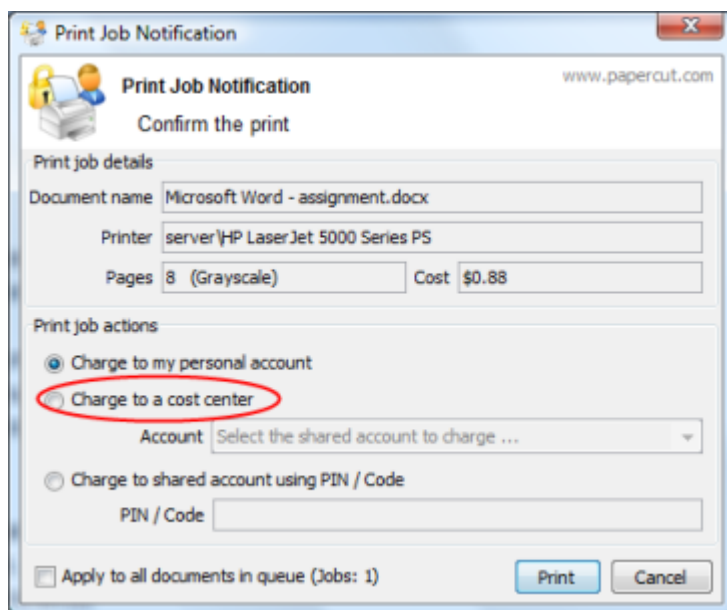 Print Job Notification
www.papercut.com
Print Job Notification
Confirm the print
Print job details
Document name Microsoft Word - assignment.docx
Printer server\HP LaserJet 5000 Series PS
Pages 8 (Grayscale) Cost $0.88
Print job actions
Charge to my personal account
Charge to a cost center
Account Select the shared account to charge ...
Charge to shared account using PIN / Code
PIN / Code
Apply to all documents in queue (Jobs: 1) Print Cancel